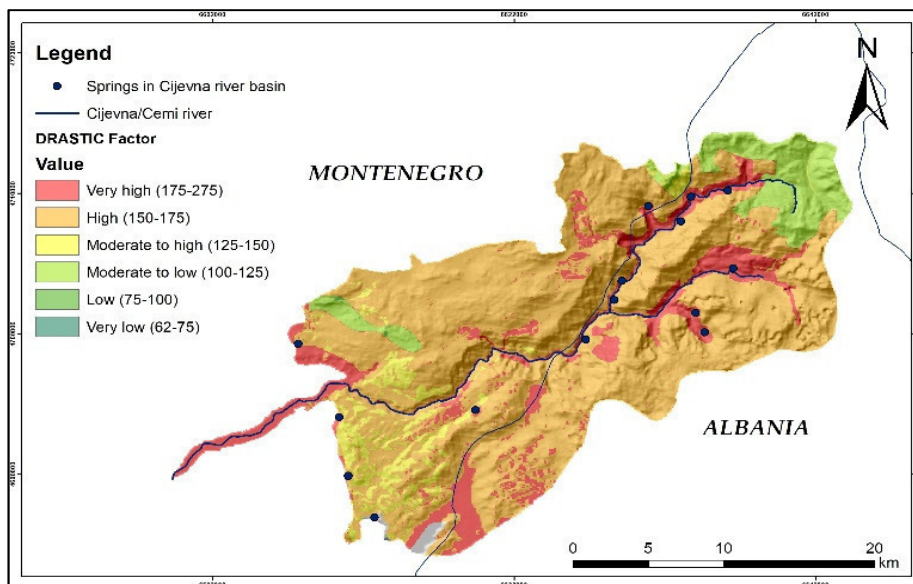 Legend
Springs in Cijevna river basin
Cijevna/Cemi river
DRASTIC Factor
Value
Very high (175-275)
High (150-175)
Moderate to high (125-150)
Moderate to low (100-125)
Low (75-100)
Very low (62-75)
MONTENEGRO
N
ALBANIA
0 5 10 20
km